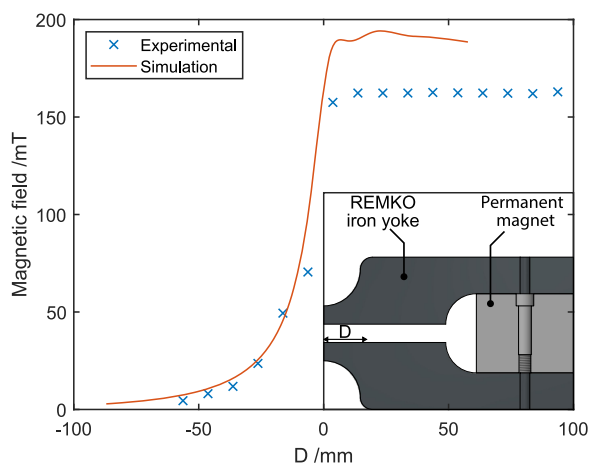 200
150
100
50
0
Magnetic field /mT
Experimental
Simulation
REMKO
iron yoke
Permanent
magnet
D
-100
-50
0
50
100
D /mm